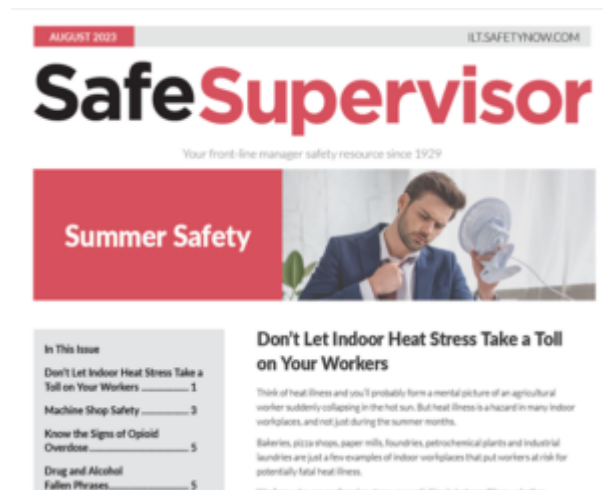 AUGUST 2023
ILT.SAFETYNOW.COM
SafeSupervisor
Your front-line manager safety resource since 1929
Summer Safety
In This Issue
Don't Let Indoor Heat Stress Take a
Toll on Your Workers 1
Machine Shop Safety 3
Know the Signs of Opioid
Overdose 5
Drug and Alcohol
Fallen Phrases 5
Don't Let Indoor Heat Stress Take a Toll
on Your Workers
Think of heat illness and you'll probably form a mental picture of an agricultural
worker suddenly collapsing in the hot sun. But heat illness is a hazard in many indoor
workplaces, and not just during the summer months.
Bakeries, pizza shops, paper mills, foundries, petrochemical plants and industrial
laundries are just a few examples of indoor workplaces that put workers at risk for
potentially fatal heat illness.